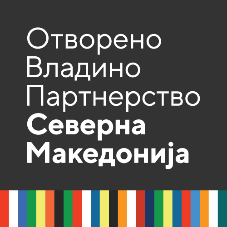 Отворено
Владино
Партнерство
Северна
Македонија